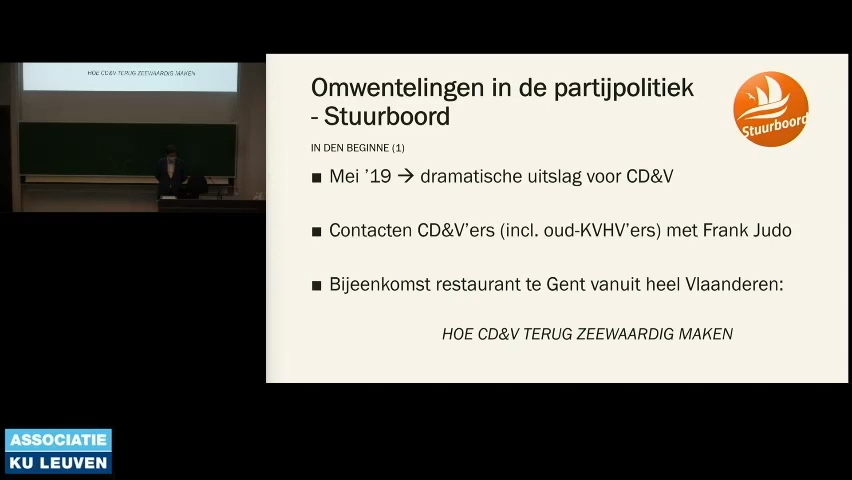 HOE CD&V TERUG ZEEWAARDIG MAKEN
Omwentelingen in de partijpolitiek
- Stuurboord
Stuurboord
IN DEN BEGINNE (1)
■ Mei ’19 → dramatische uitslag voor CD&V
■ Contacten CD&V’ers (incl. oud-KVHV’ers) met Frank Judo
■ Bijeenkomst restaurant te Gent vanuit heel Vlaanderen:
HOE CD&V TERUG ZEEWAARDIG MAKEN
ASSOCIATIE
KU LEUVEN